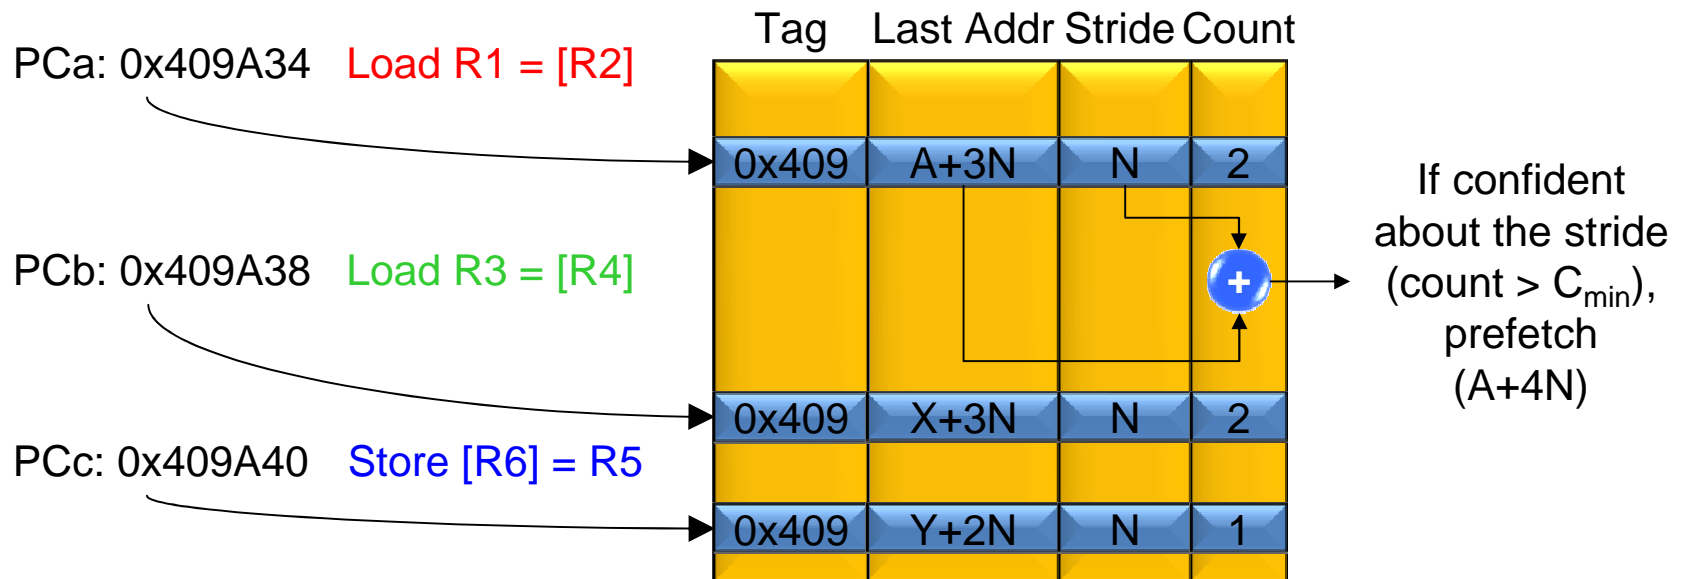 Tag Last Addr Stride Count
PCa: 0x409A34 Load R1 = [R2]
0x409 A+3N N 2
If confident
about the stride
(count > Cmin),
prefetch
(A+4N)
+
PCb: 0x409A38 Load R3 = [R4]
0x409 X+3N N 2
PCc: 0x409A40 Store [R6] = R5
0x409 Y+2N N 1